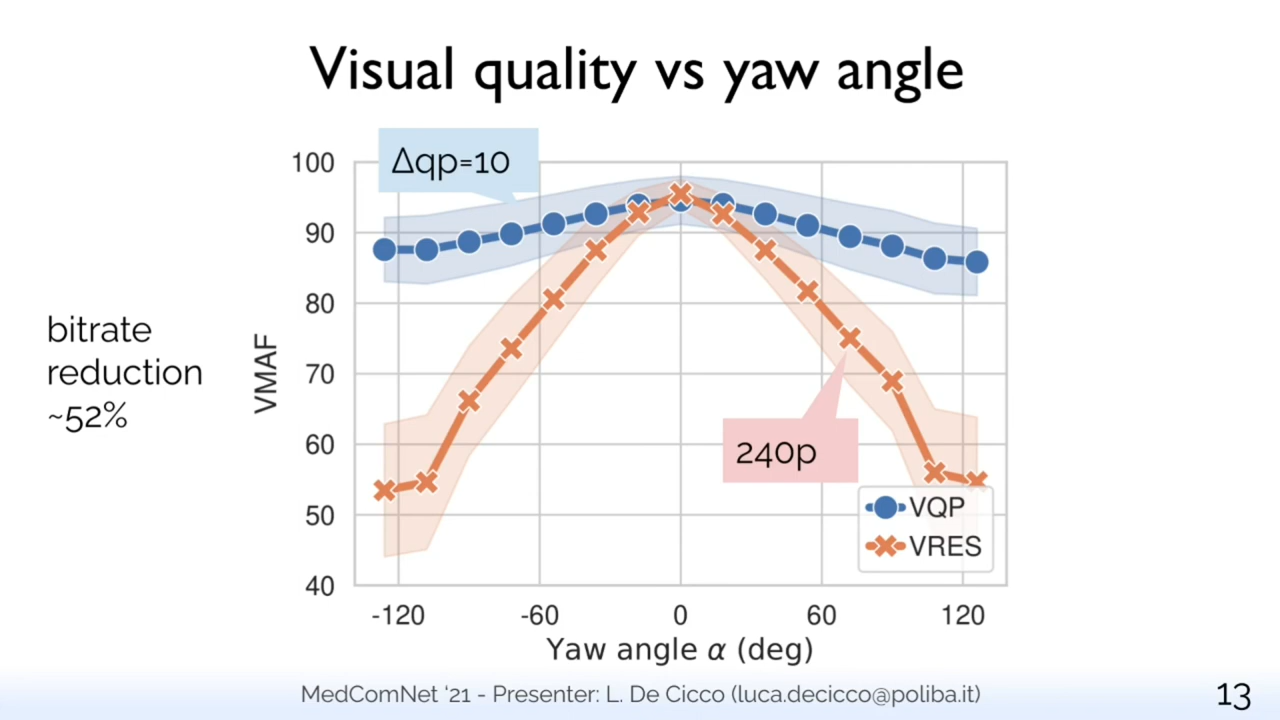 Visual quality vs yaw angle
Δqp=10
bitrate
reduction
~52%
VMAF
100
90
80
70
60
50
40
240p
VQP
VRES
-120 -60 0 60 120
Yaw angle α (deg)
MedComNet ‘21 - Presenter: L. De Cicco (luca.decicco@poliba.it)
13